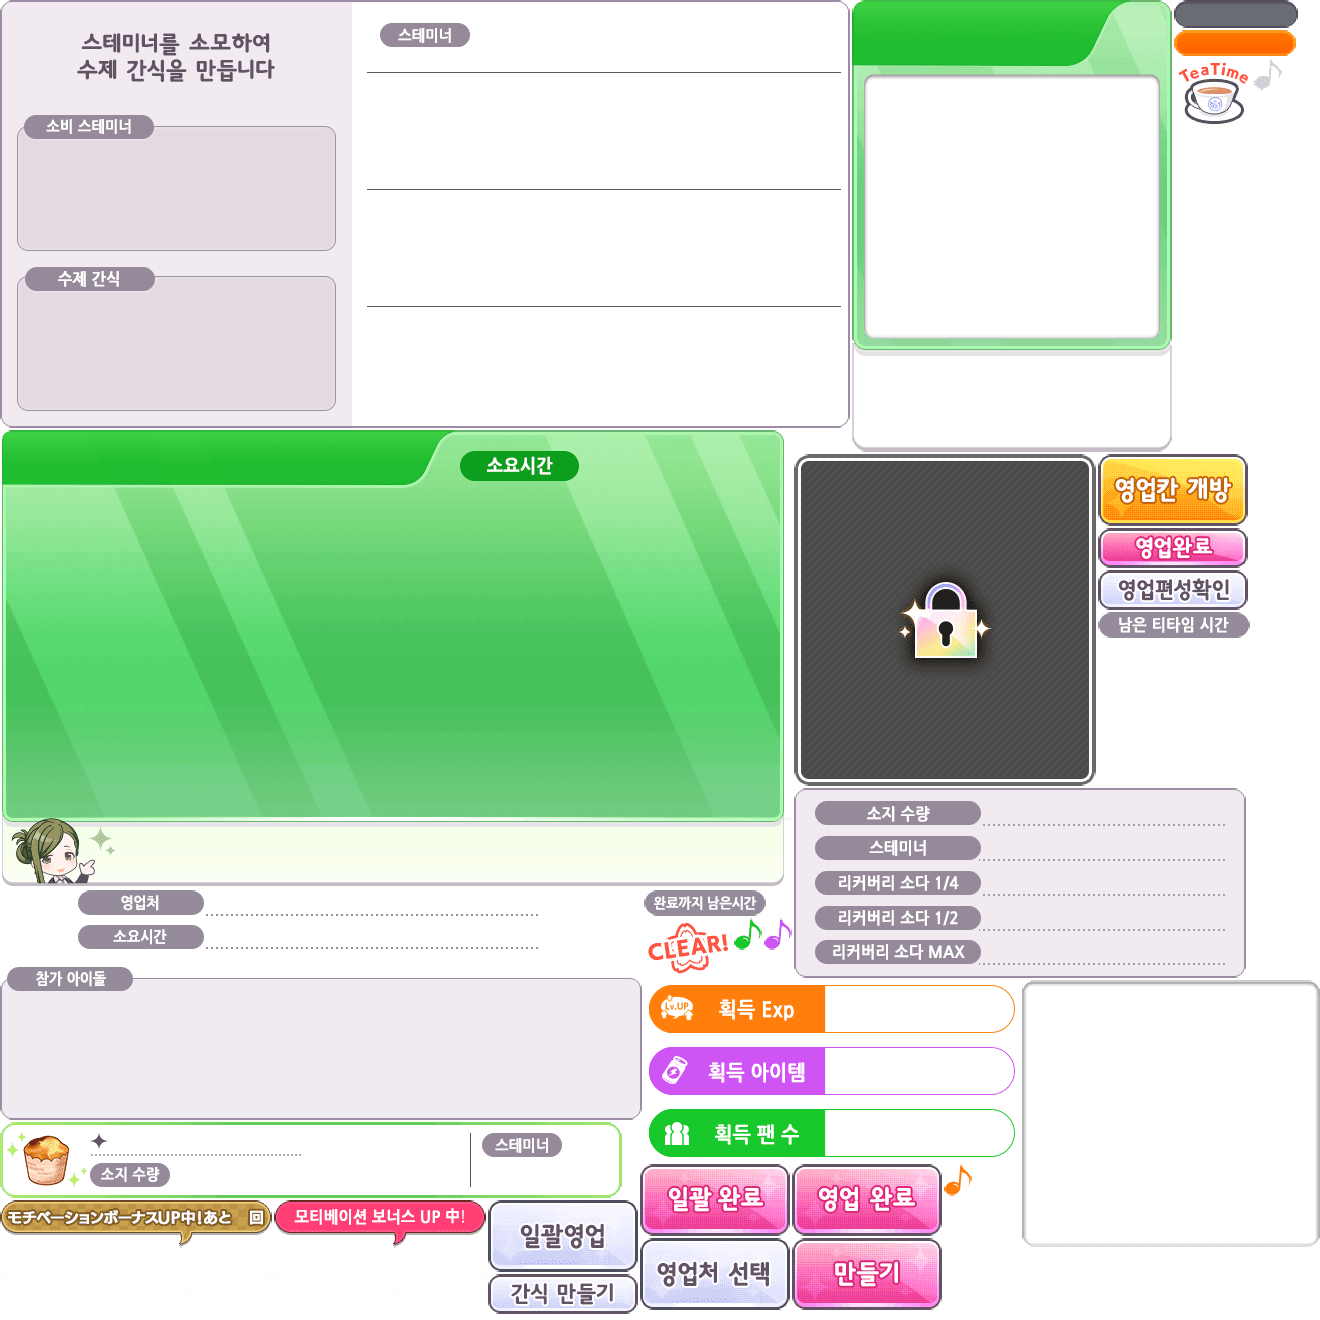 스테미너를 소모하여
수제 간식을 만듭니다
소비 스테미너
수제 간식
스테미너
TeaTime
소요시간
영업칸 개방
영업완료
영업편성확인
남은 티타임 시간
소지 수량
스테미너
리커버리 소다 1/4
리커버리 소다 1/2
리커버리 소다 MAX
영업처
소요시간
완료까지 남은시간
CLEAR!
참가 아이돌
Lv.UP
획득 Exp
획득 아이템
획득 팬 수
스테미너
소지 수량
モチベーションボーナスUP中!あと 回
모티베이션 보너스 UP 中!
일괄영업
간식 만들기
일괄 완료
영업 완료
영업처 선택
만들기